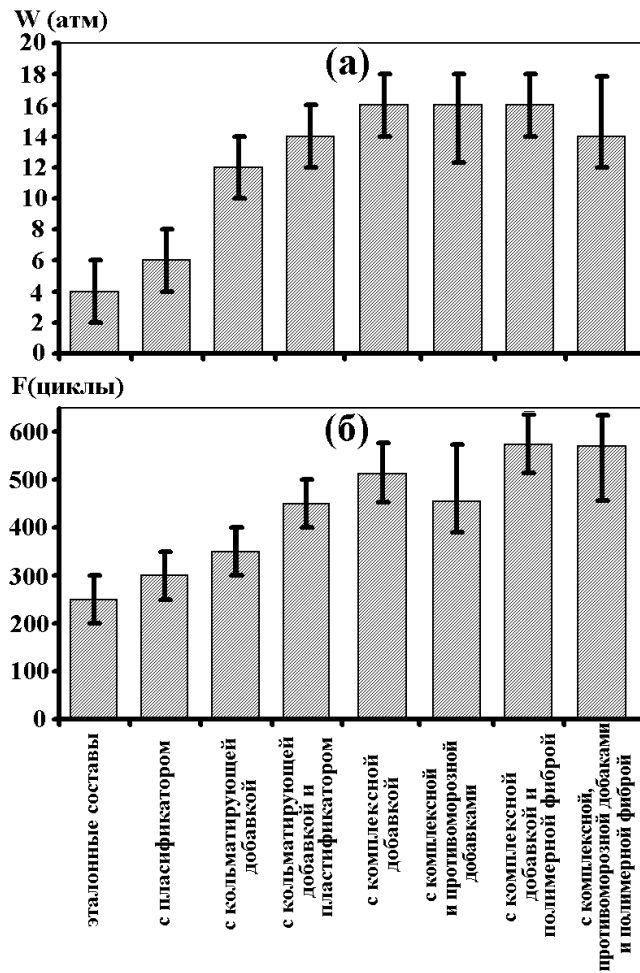 W (атм)
(а)
20
18
16
14
12
10
8
6
4
2
0
F(циклы)
(б)
600
500
400
300
200
100
0
эталонные составы
с пласификатором
с кольматирующей
добавкой
с кольматирующей
добавкой и
пластификатором
с комплексной
добавкой
с комплексной
и противоморозной
добавками
с комплексной
добавкой и
полимерной фиброй
с комплексной,
противоморозной добаками
и полимерной фиброй